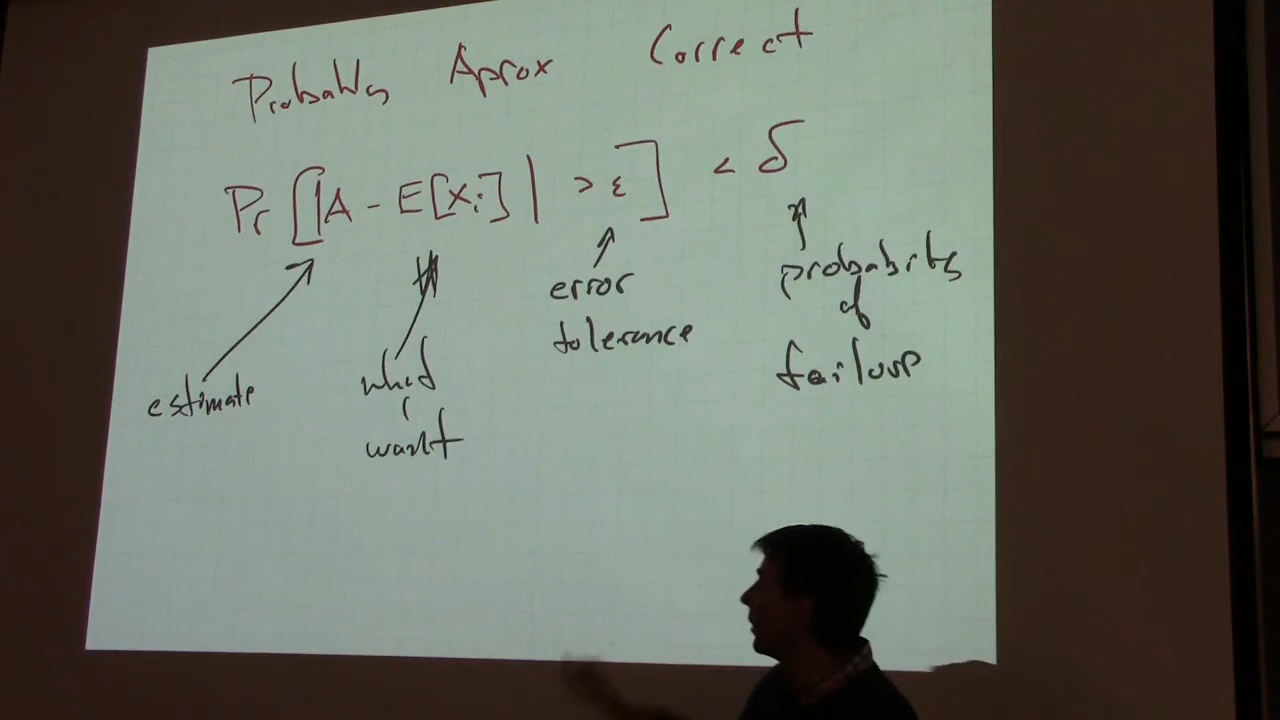 Probably Aprox Correct
Pr[|A - E[Xi]| > ε] < δ
estimate
what
I
want
error
tolerance
probability
of
failure